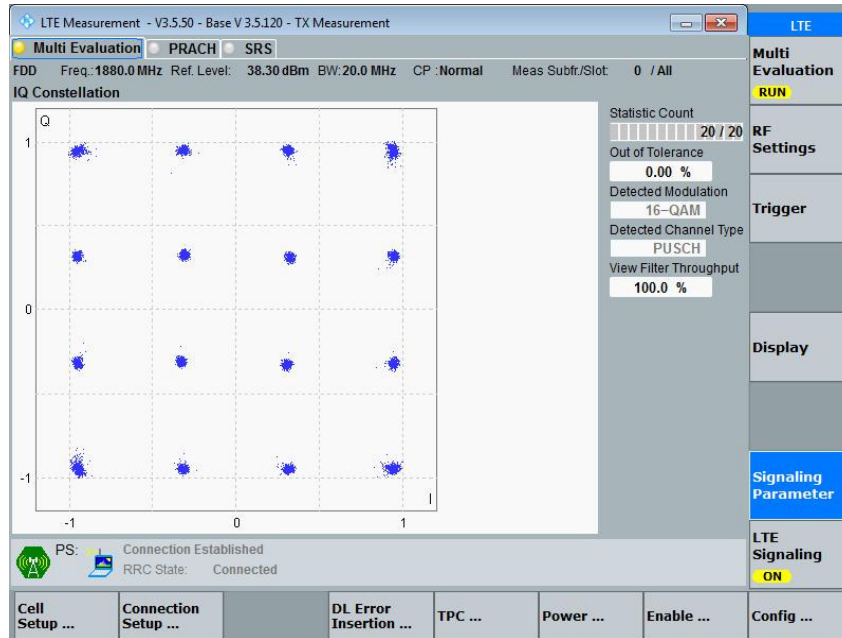 LTE Measurement - V3.5.50 - Base V 3.5.120 - TX Measurement
LTE
Multi Evaluation PRACH SRS
FDD Freq.: 1880.0 MHz Ref. Level: 38.30 dBm BW: 20.0 MHz CP : Normal Meas Subfr./Slot: 0 / All
IQ Constellation
Q
1
0
-1
I
-1 0 1
Statistic Count
20 / 20
Out of Tolerance
0.00 %
Detected Modulation
16-QAM
Detected Channel Type
PUSCH
View Filter Throughput
100.0 %
Multi
Evaluation
RUN
RF
Settings
Trigger
Display
Signaling
Parameter
LTE
Signaling
ON
PS: Connection Established
RRC State: Connected
Cell
Setup ...
Connection
Setup ...
DL Error
Insertion ...
TPC ...
Power ...
Enable ...
Config ...